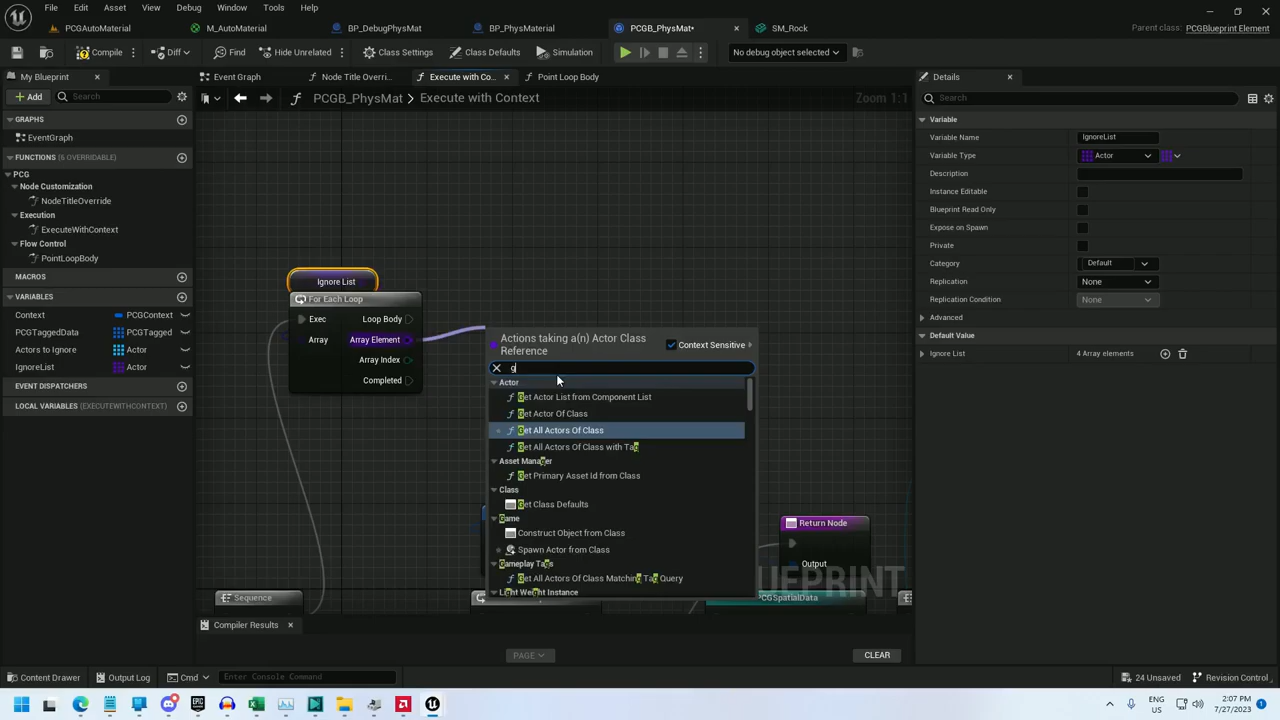 File Edit Asset View Debug Window Tools Help
PCGAutoMaterial M_AutoMaterial BP_DebugPhysMat BP_PhysMaterial PCGB_PhysMat• SM_Rock Parent class: PCGBlueprint Element
Compile Diff Find Hide Unrelated Class Settings Class Defaults Simulation No debug object selected
My Blueprint Event Graph Node Title Overri... Execute with Co... Point Loop Body Details
Add Search PCGB_PhysMat > Execute with Context Zoom 1:1 Search
GRAPHS
EventGraph
FUNCTIONS (6 OVERRIDABLE)
PCG
Node Customization
NodeTitleOverride
Execution
ExecuteWithContext
Flow Control
PointLoopBody
MACROS
VARIABLES
Context PCGContext
PCGTaggedData PCGTagged
Actors to Ignore Actor
IgnoreList Actor
EVENT DISPATCHERS
LOCAL VARIABLES (EXECUTEWITHCONTEXT)
Ignore List
For Each Loop
Exec Loop Body
Array Array Element
Array Index
Completed
Actions taking a(n) Actor Class
Reference
Context Sensitive
g
Actor
Get Actor List from Component List
Get Actor Of Class
Get All Actors Of Class
Get All Actors Of Class with Tag
Asset Manager
Get Primary Asset Id from Class
Class
Get Class Defaults
Game
Construct Object from Class
Spawn Actor from Class
Gameplay Tags
Get All Actors Of Class Matching Tag Query
Light Weight Instance
Return Node
Output
Sequence
PCGSpatialData
Variable
Variable Name IgnoreList
Variable Type Actor
Description
Instance Editable
Blueprint Read Only
Expose on Spawn
Private
Category Default
Replication None
Replication Condition None
Advanced
Default Value
Ignore List 4 Array elements
Compiler Results
PAGE CLEAR
Content Drawer Output Log Cmd Enter Console Command 24 Unsaved Revision Control
ENG
US
2:07 PM
7/27/2023